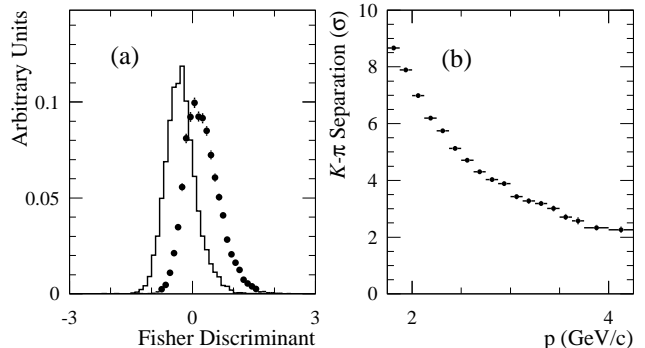 (a)
Arbitrary Units
0.1
0.05
0
-3
0
3
Fisher Discriminant
(b)
K-π Separation (σ)
10
8
6
4
2
0
2
3
4
p (GeV/c)